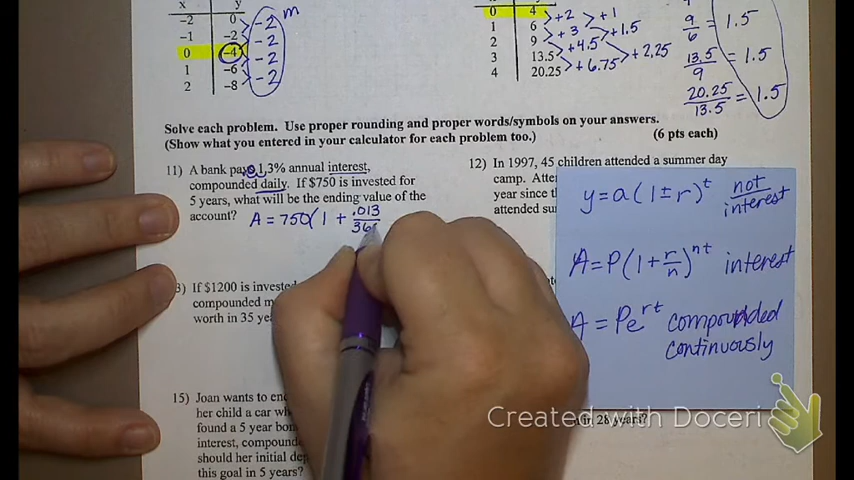 x y
-2 0
-1 -2
0 -4
1 -6
2 -8
-2 m
-2
-2
-2
0 4
1 6
2 9
3 13.5
4 20.25
+2 +1
+3 +1.5
+4.5 +2.25
+6.75
9/6 = 1.5
13.5/9 = 1.5
20.25/13.5 = 1.5
Solve each problem. Use proper rounding and proper words/symbols on your answers.
(Show what you entered in your calculator for each problem too.) (6 pts each)
11) A bank pays 1.3% annual interest,
compounded daily. If $750 is invested for
5 years, what will be the ending value of the
account? A = 750(1 + .013/36
12) In 1997, 45 children attended a summer day
camp.
year since t
attended su
y = a(1 ± r)^t not interest
A = P(1 + r/n)^nt interest
A = Pe^rt compounded
continuously
3) If $1200 is invest
compounded m
worth in 35 ye
15) Joan wants to en
her child a car wh
found a 5 year bon
interest, compound
should her initial de
this goal in 5 years?
in 28 years?
Created with Doceri